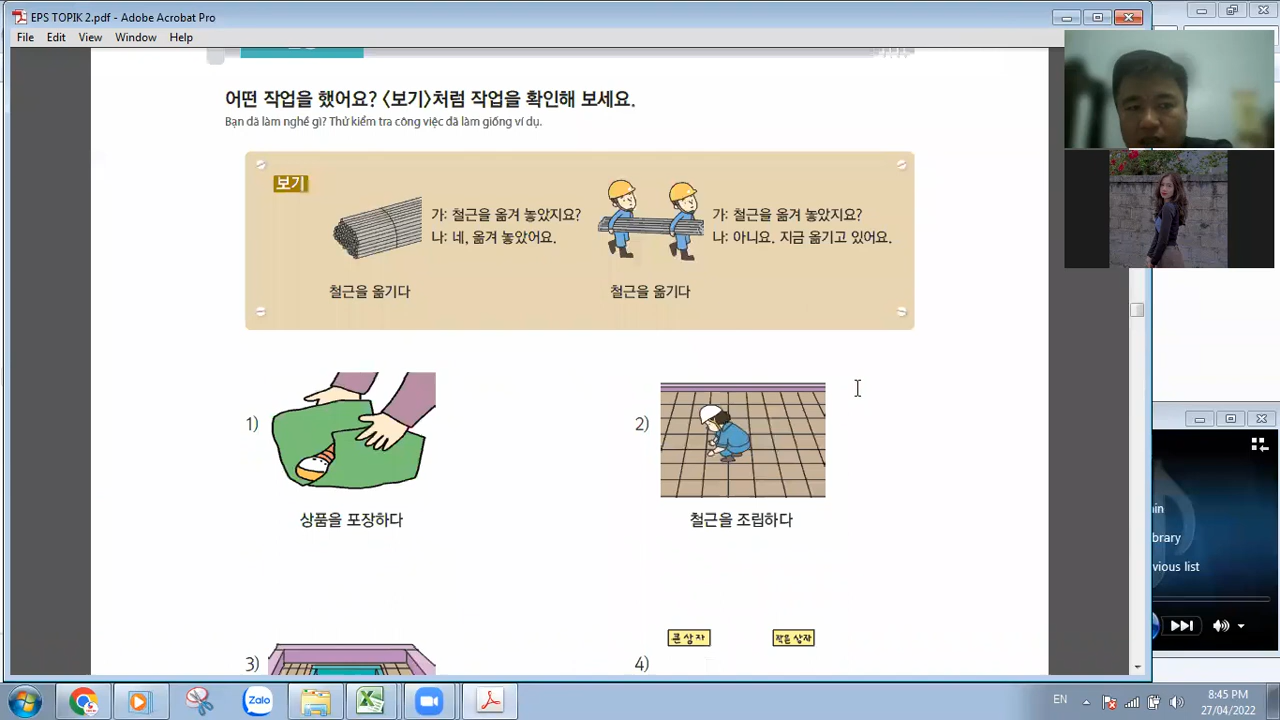 EPS TOPIK 2.pdf - Adobe Acrobat Pro
File Edit View Window Help
어떤 작업을 했어요? 〈보기〉처럼 작업을 확인해 보세요.
Bạn đã làm nghề gì? Thử kiểm tra công việc đã làm giống ví dụ.
보기
가: 철근을 옮겨 놓았지요?
나: 네, 옮겨 놓았어요.
철근을 옮기다
가: 철근을 옮겨 놓았지요?
나: 아니요. 지금 옮기고 있어요.
철근을 옮기다
1)
상품을 포장하다
2)
철근을 조립하다
3)
4)
큰 상자
작은 상자
brary
vious list
Zalo
EN
8:45 PM
27/04/2022